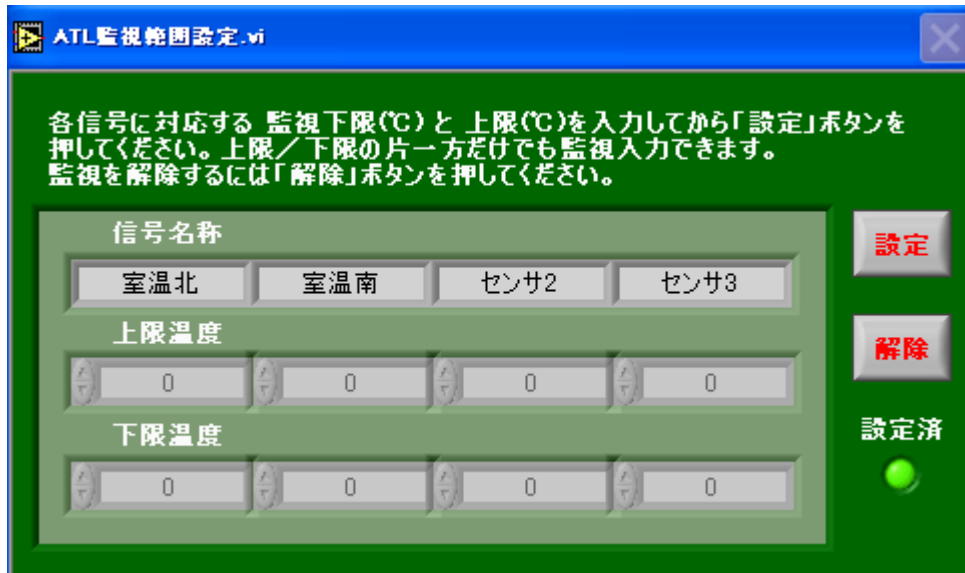 ATL監視範囲設定.vi
各信号に対応する 監視下限(℃) と 上限(℃)を入力してから「設定」ボタンを
押してください。上限／下限の片一方だけでも監視入力できます。
監視を解除するには「解除」ボタンを押してください。
信号名称
設定
室温北 室温南 センサ2 センサ3
上限温度
解除
0 0 0 0
下限温度
設定済
0 0 0 0